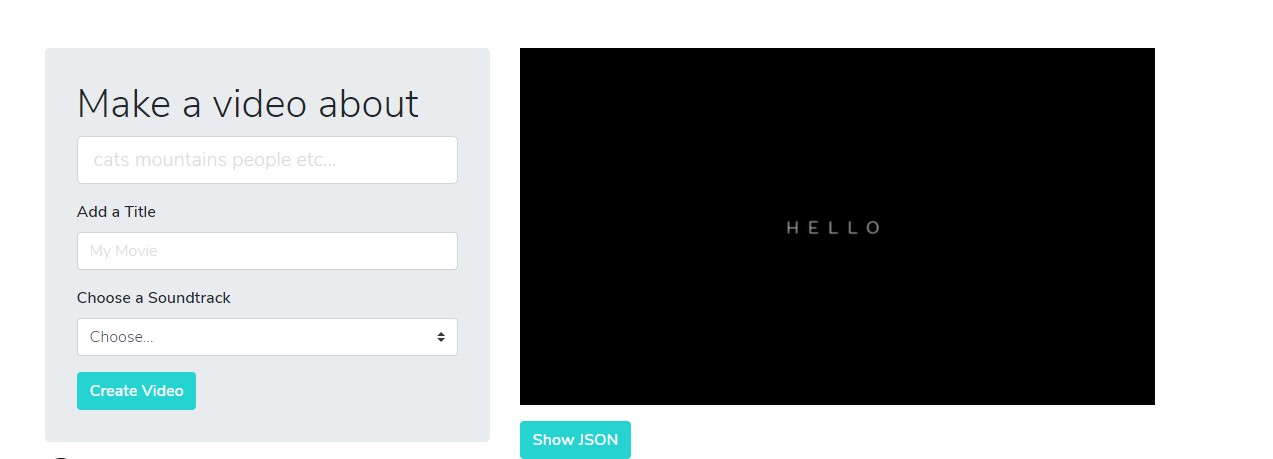 Make a video about
cats mountains people etc...
Add a Title
My Movie
Choose a Soundtrack
Choose...
Create Video
HELLO
Show JSON